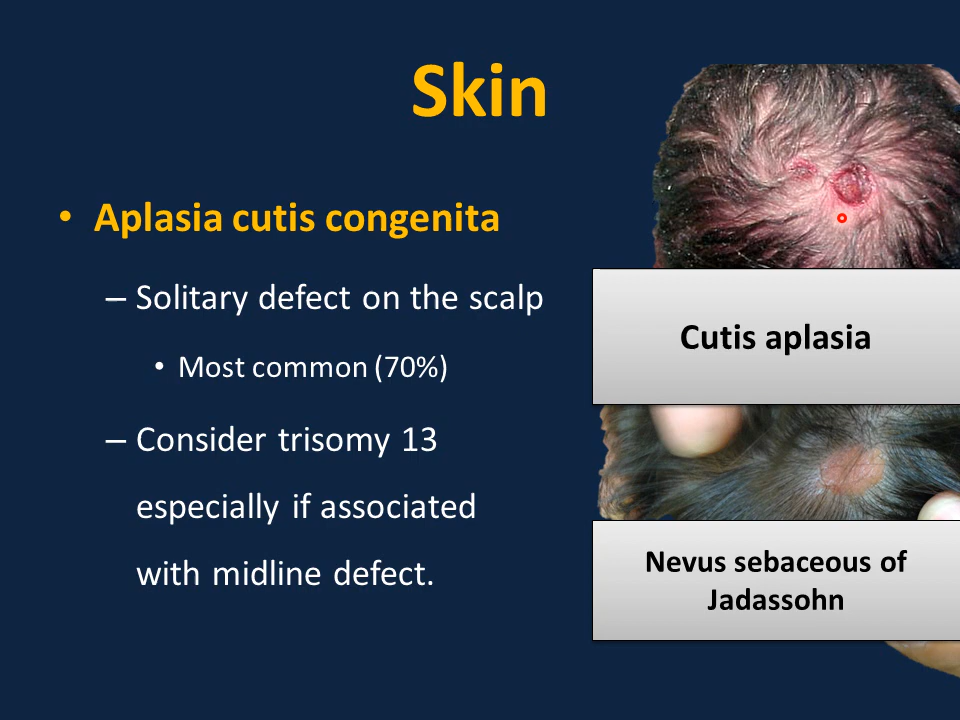 Skin
• Aplasia cutis congenita
– Solitary defect on the scalp
• Most common (70%)
– Consider trisomy 13
especially if associated
with midline defect.
Cutis aplasia
Nevus sebaceous of
Jadassohn